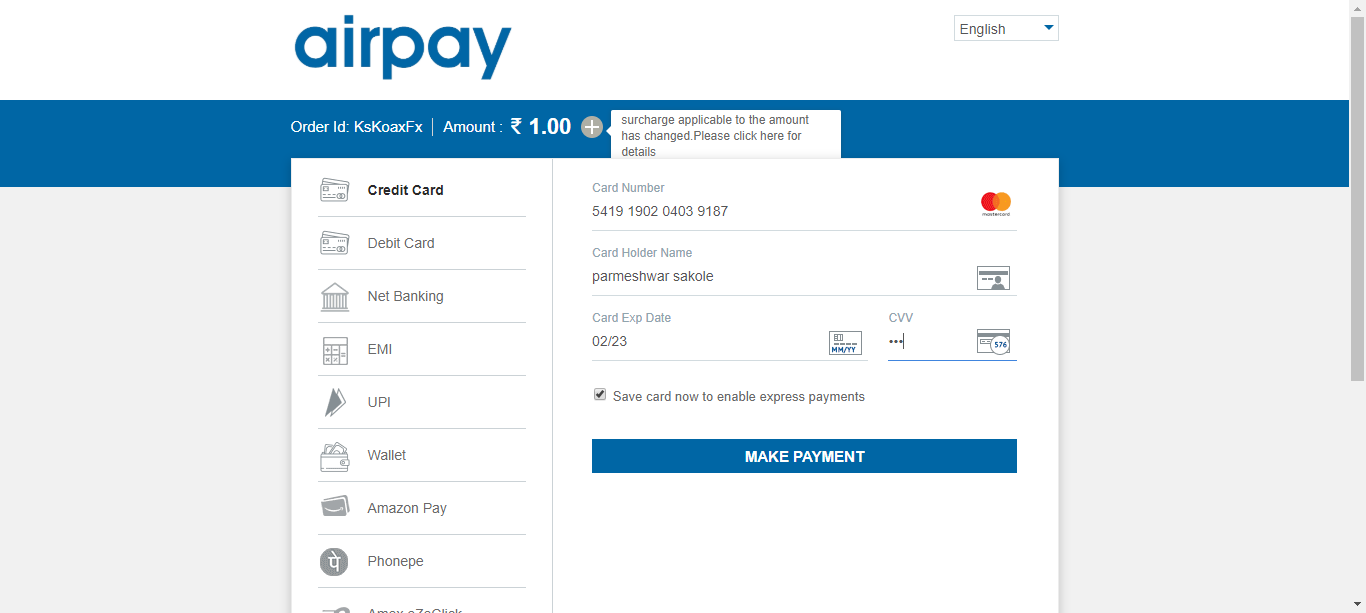 airpay
English
Order Id: KsKoaxFx | Amount : ₹ 1.00
surcharge applicable to the amount
has changed.Please click here for
details
Credit Card
Debit Card
Net Banking
EMI
UPI
Wallet
Amazon Pay
Phonepe
Amex eZeClick
Card Number
5419 1902 0403 9187
mastercard
Card Holder Name
parmeshwar sakole
Card Exp Date
02/23
MM/YY
CVV
•••
576
Save card now to enable express payments
MAKE PAYMENT